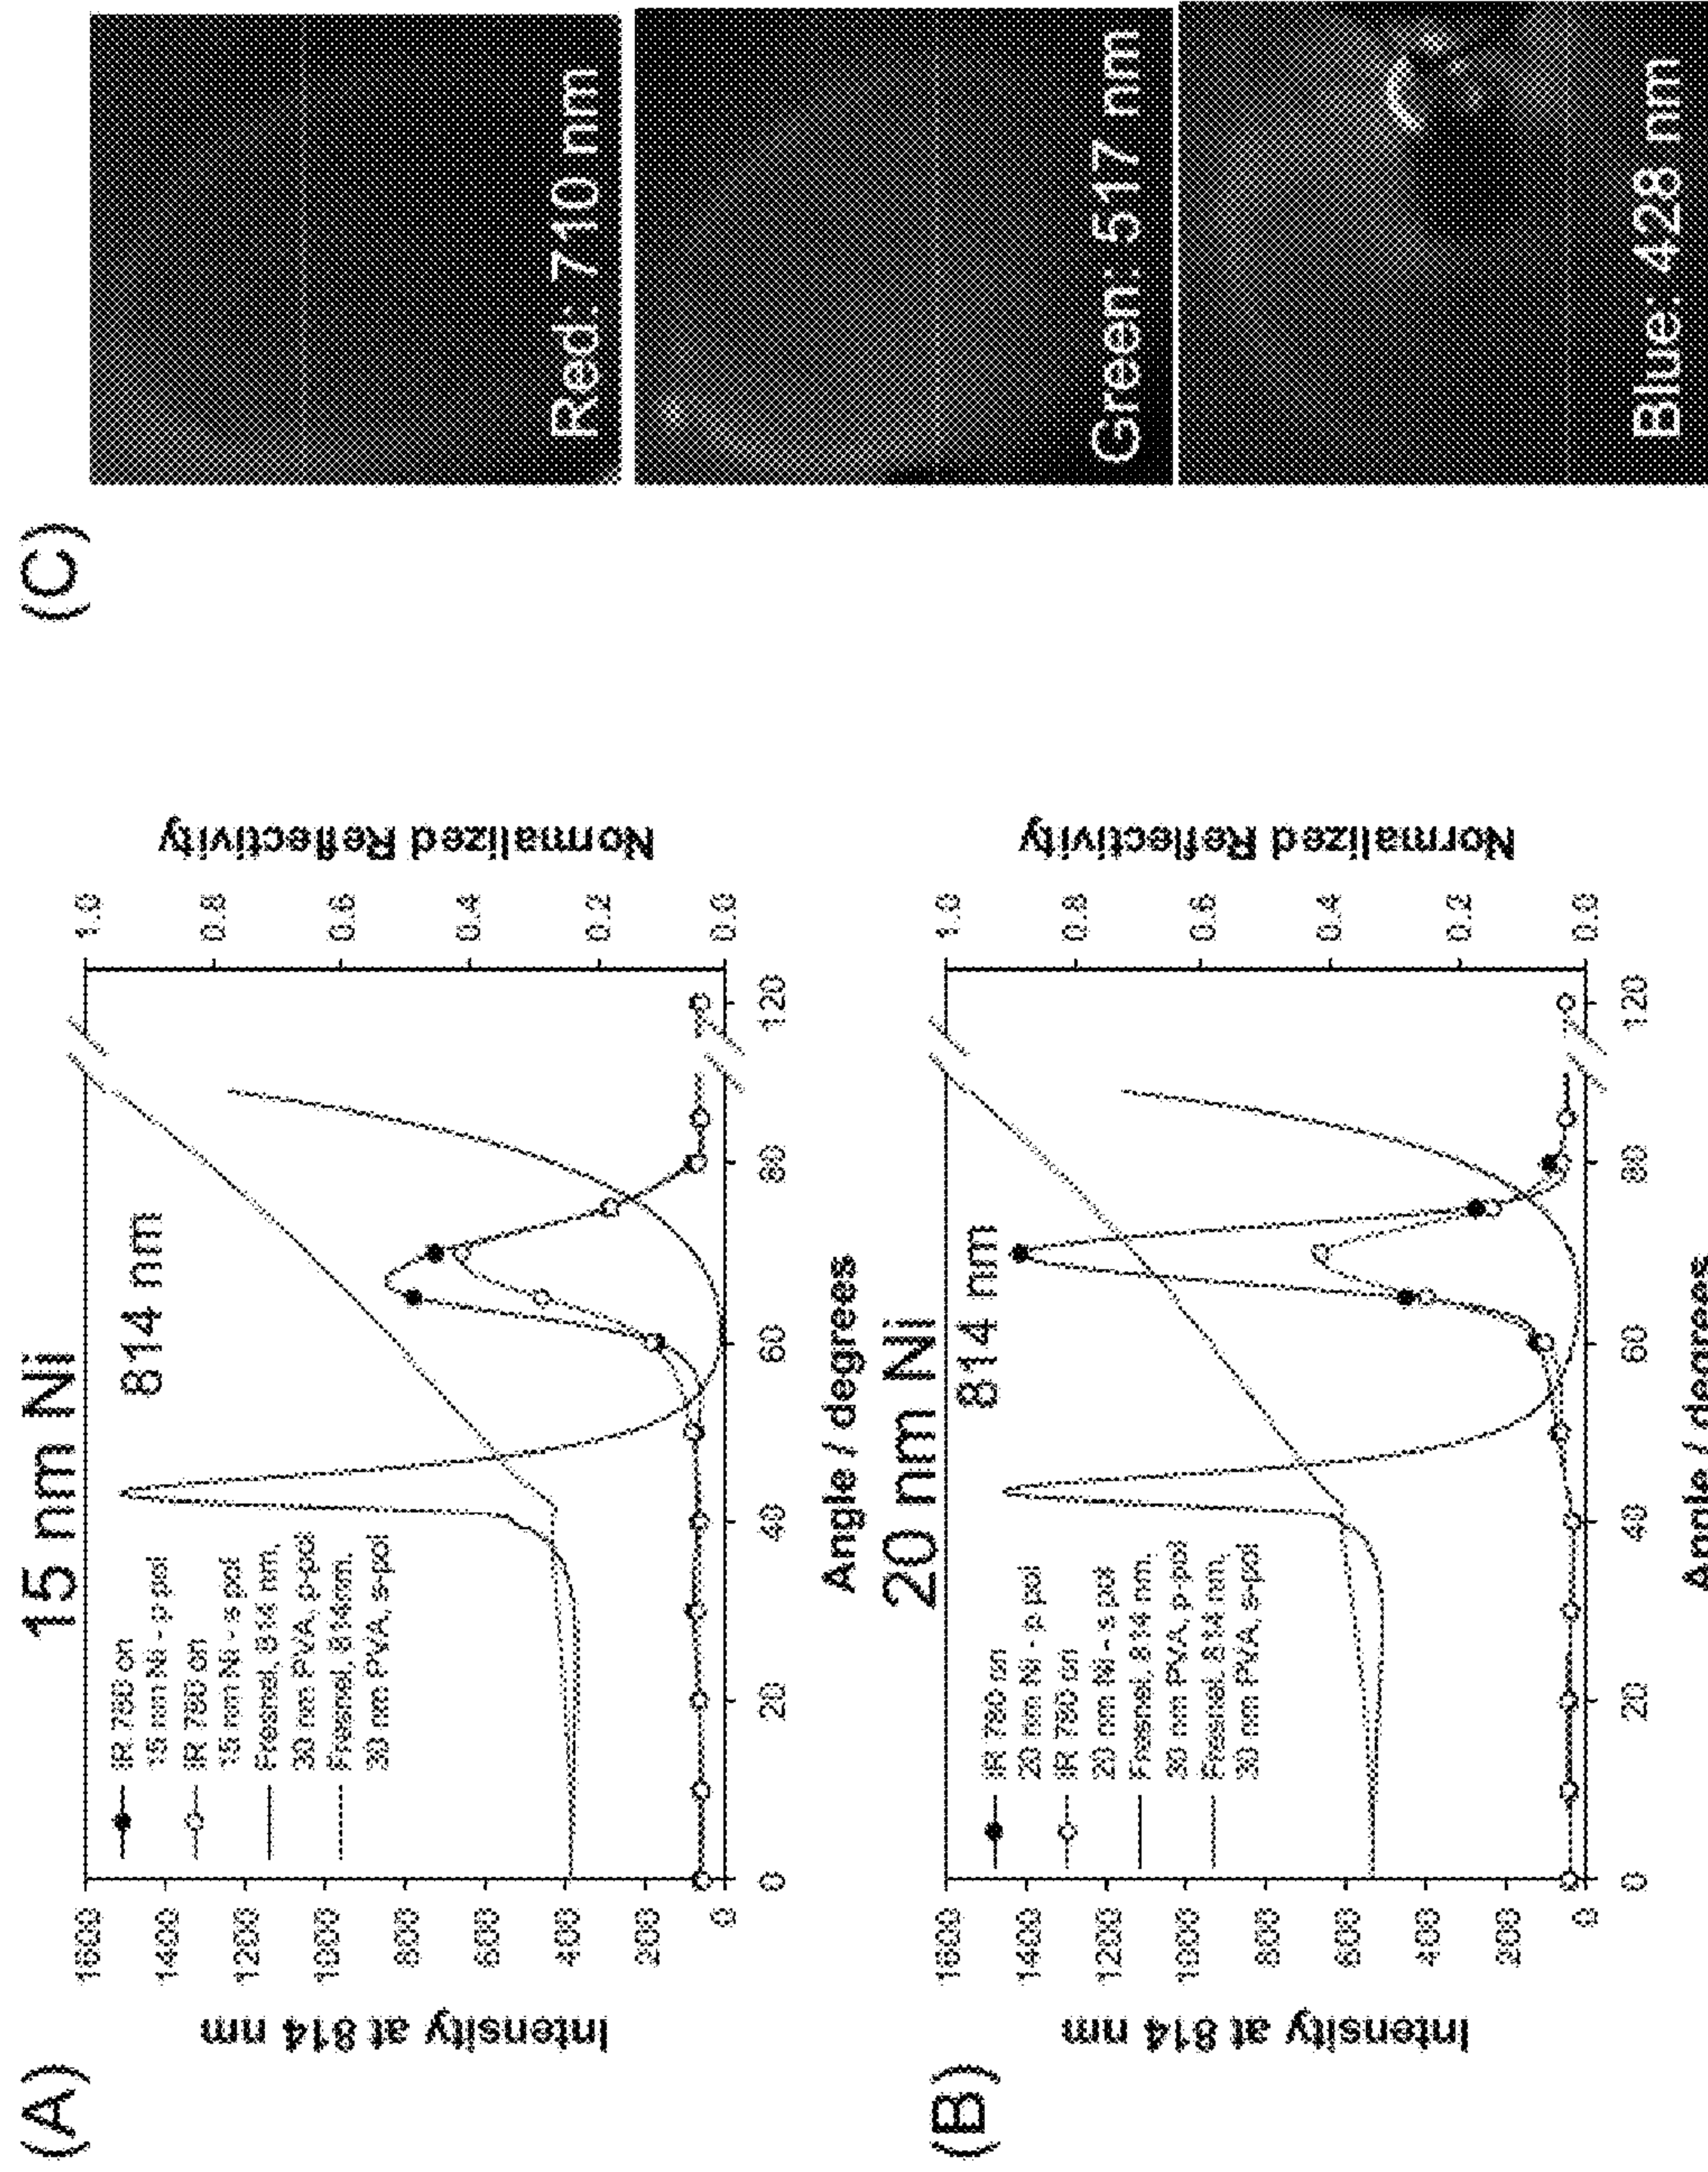 (A)
15 nm Ni
814 nm
IR 780 on
15 nm Ni - p pol
IR 780 on
15 nm Ni - s pol
Fresnel, 814 nm,
30 nm PVA, p-pol
Fresnel, 814nm,
30 nm PVA, s-pol
Intensity at 814 nm
1600
1400
1200
1000
800
600
400
200
0
Normalized Reflectivity
1.0
0.8
0.6
0.4
0.2
0.0
0 20 40 60 80 120
Angle / degrees
(B)
20 nm Ni
814 nm
IR 780 on
20 nm Ni - p pol
IR 780 on
20 nm Ni - s pol
Fresnel, 814 nm,
30 nm PVA, p-pol
Fresnel, 814 nm,
30 nm PVA, s-pol
Intensity at 814 nm
1600
1400
1200
1000
800
600
400
200
0
Normalized Reflectivity
1.0
0.8
0.6
0.4
0.2
0.0
0 20 40 60 80 120
Angle / degrees
(C)
Red: 710 nm
Green: 517 nm
Blue: 428 nm